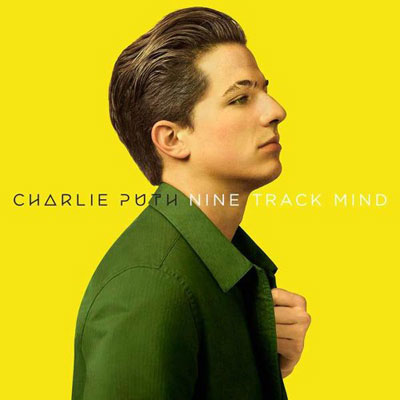 CHARLIE PUTH NINE TRACK MIND